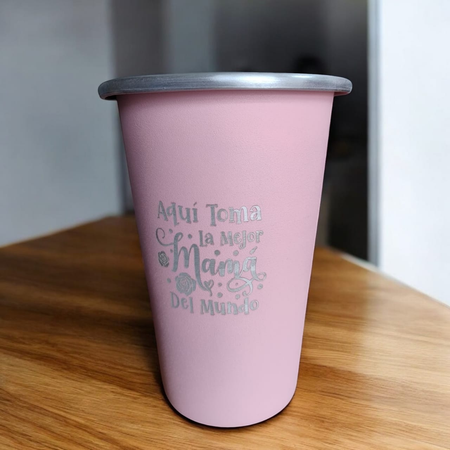 Aquí Toma
La Mejor
Mamá
Del Mundo